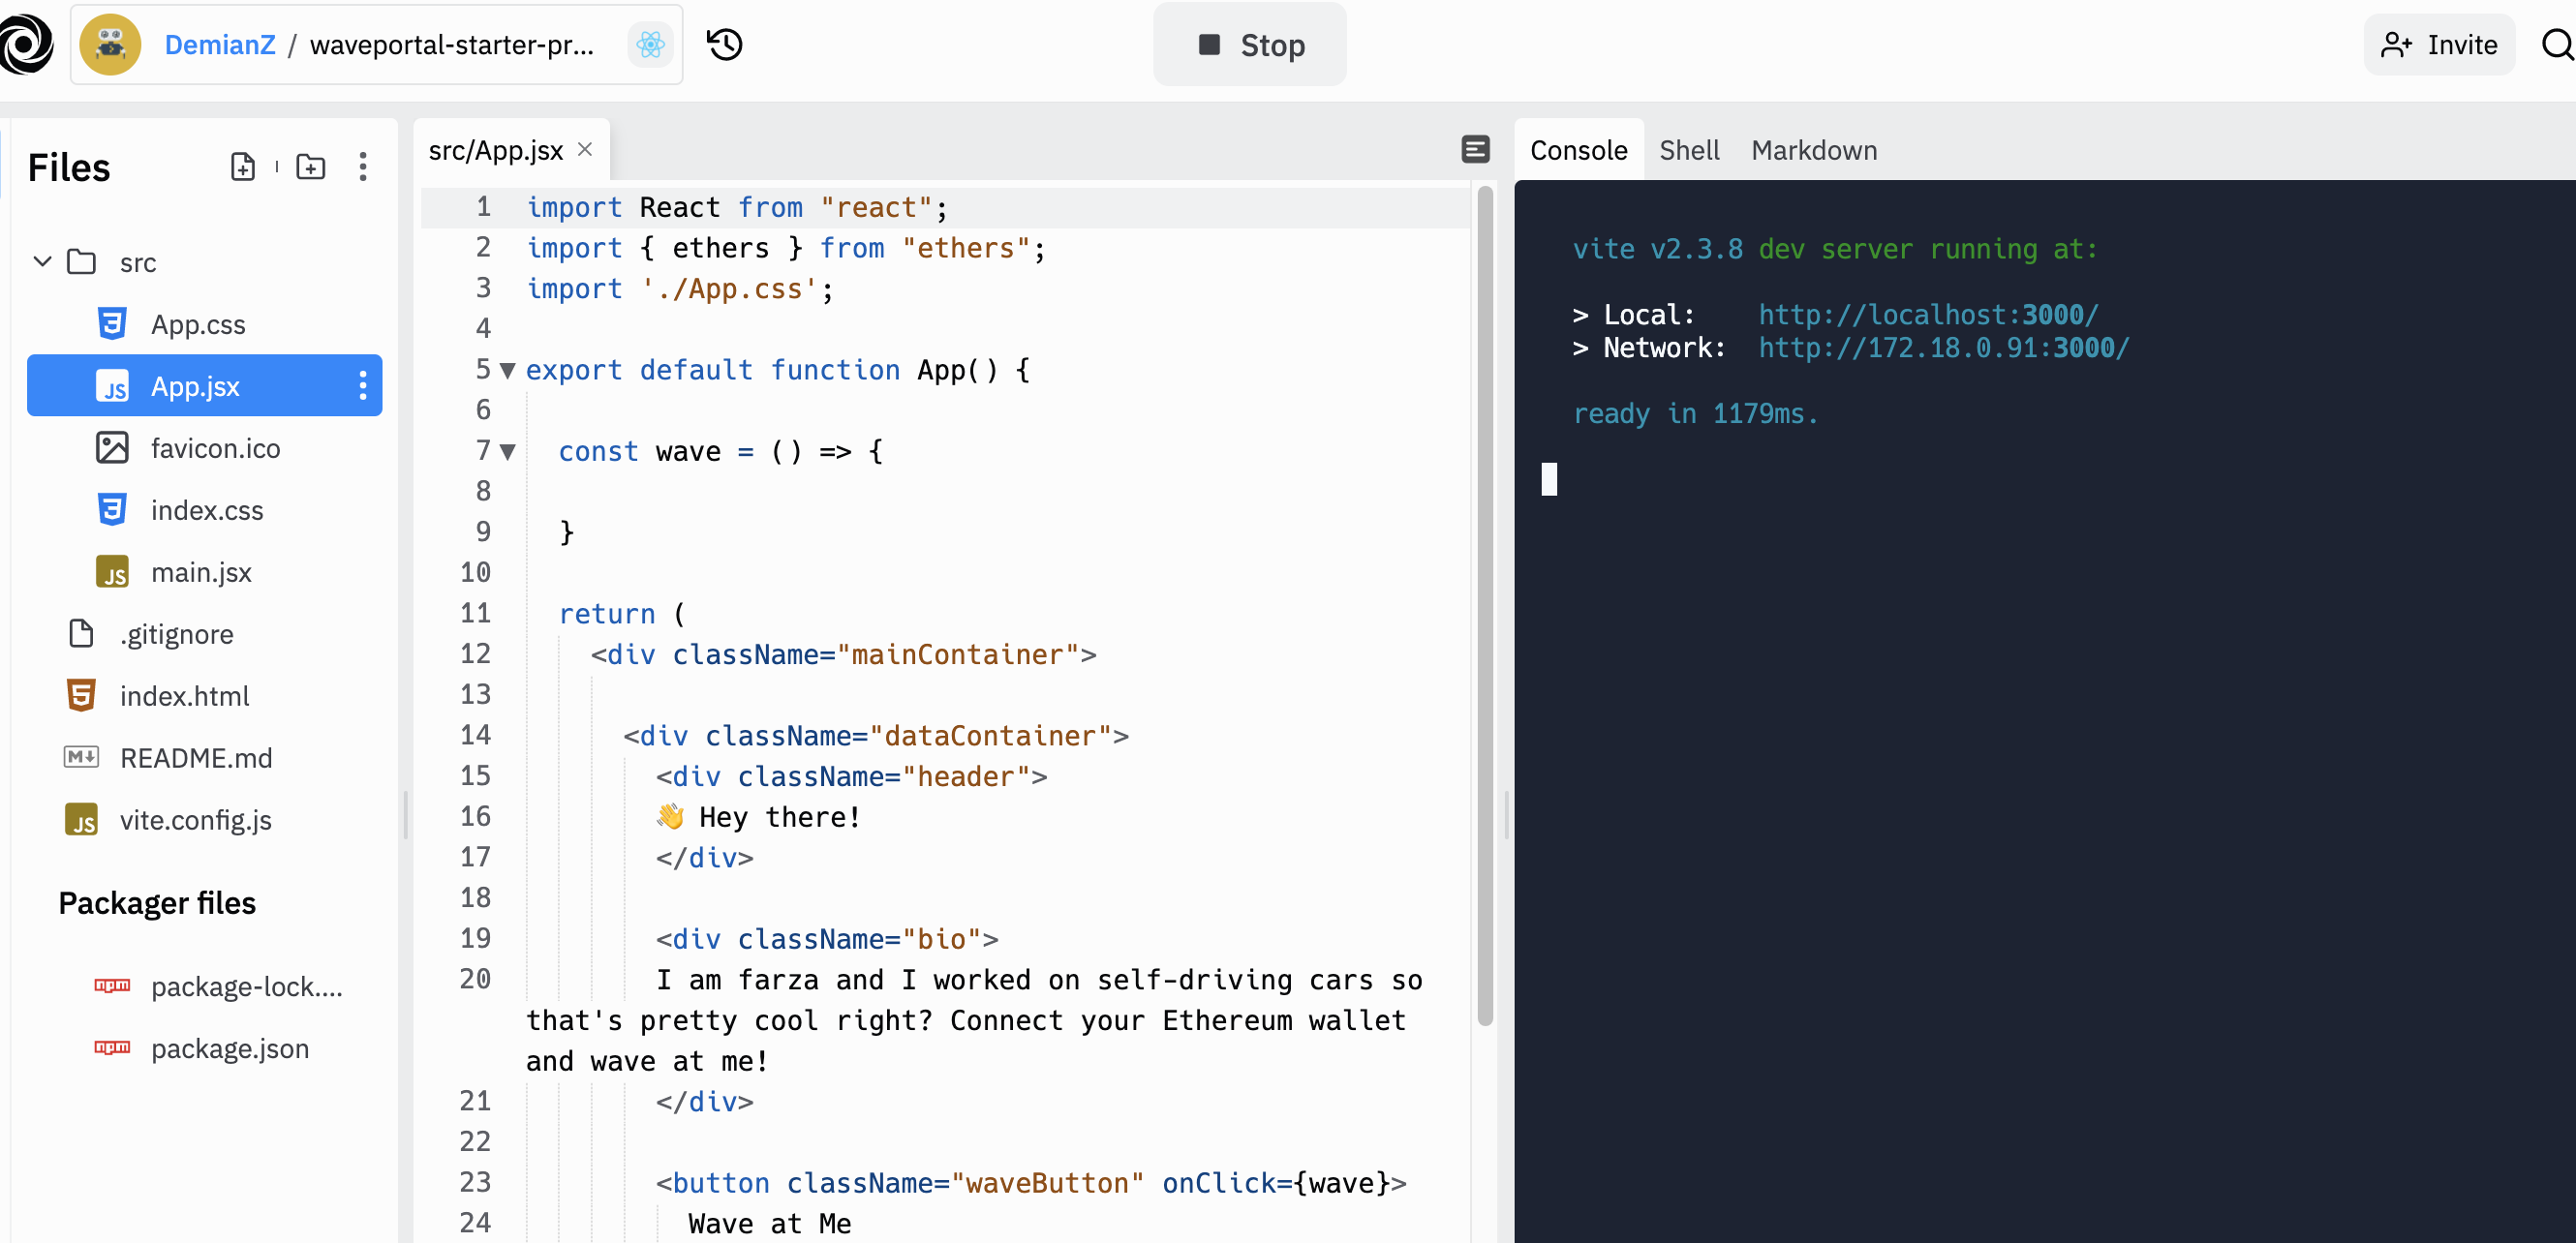 DemianZ / waveportal-starter-pr...
Stop
Invite
Files
src
App.css
App.jsx
favicon.ico
index.css
main.jsx
.gitignore
index.html
README.md
vite.config.js
Packager files
package-lock....
package.json
src/App.jsx
1 import React from "react";
2 import { ethers } from "ethers";
3 import './App.css';
4
5 export default function App() {
6
7 const wave = () => {
8
9 }
10
11 return (
12 <div className="mainContainer">
13
14 <div className="dataContainer">
15 <div className="header">
16 👋 Hey there!
17 </div>
18
19 <div className="bio">
20 I am farza and I worked on self-driving cars so
that's pretty cool right? Connect your Ethereum wallet
and wave at me!
21 </div>
22
23 <button className="waveButton" onClick={wave}>
24 Wave at Me
Console Shell Markdown
vite v2.3.8 dev server running at:
> Local: http://localhost:3000/
> Network: http://172.18.0.91:3000/
ready in 1179ms.